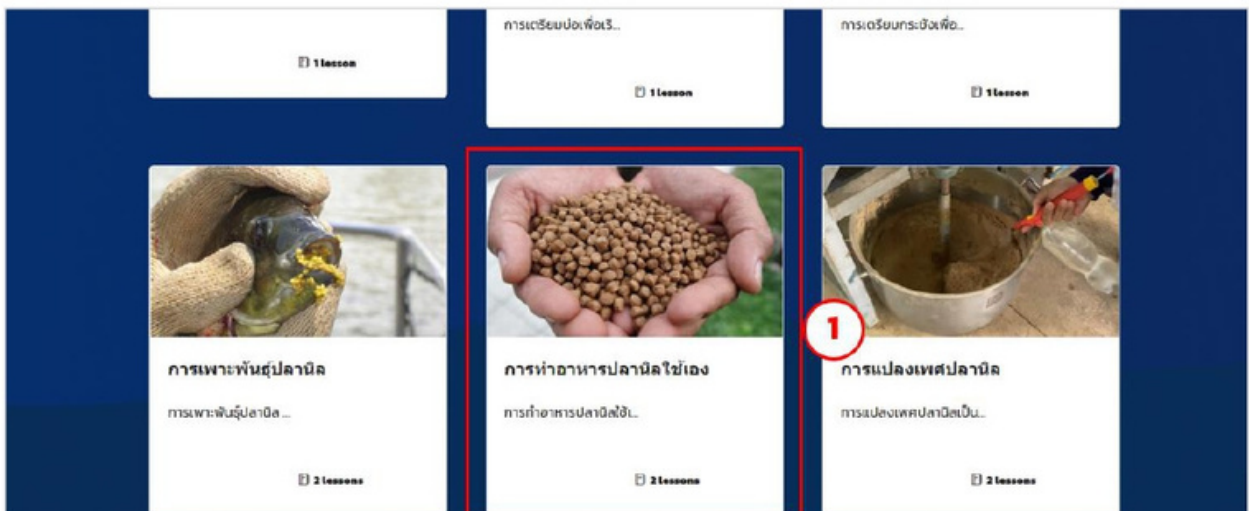 การเตรียมบ่อเพื่อเริ...
การเตรียมกระชังเพื่อ...
1 lesson
1 lesson
1 lesson
1
การเพาะพันธุ์ปลานิล
การทำอาหารปลานิลใช้เอง
การแปลงเพศปลานิล
การเพาะพันธุ์ปลานิล ...
การทำอาหารปลานิลใช้เ...
การแปลงเพศปลานิลเป็น...
2 lessons
2 lessons
2 lessons